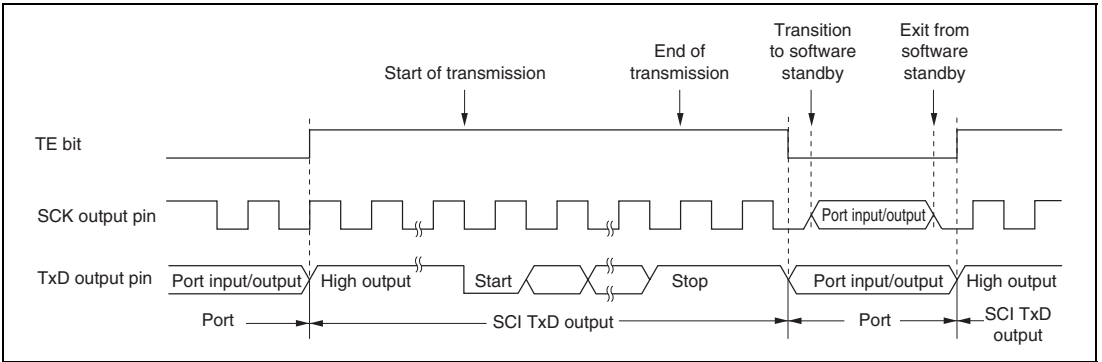 Start of transmission
End of
transmission
Transition
to software
standby
Exit from
software
standby
TE bit
SCK output pin
Port input/output
TxD output pin
Port input/output
High output
Start
Stop
Port input/output
High output
Port
SCI TxD output
Port
SCI TxD
output